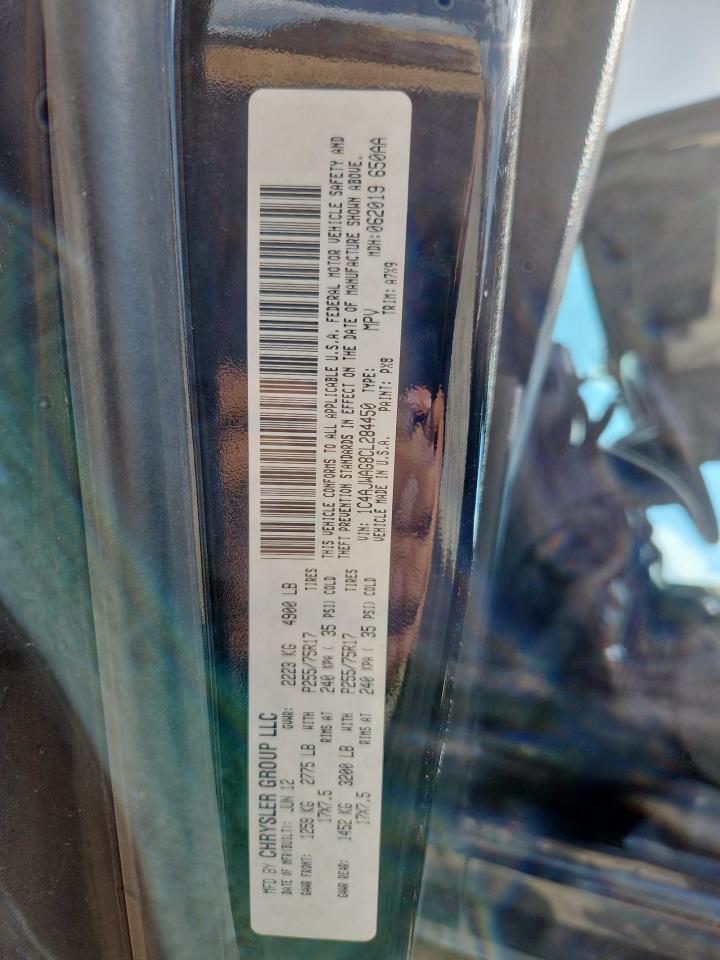 MFD BY CHRYSLER GROUP LLC
DATE OF MFR(BUILT): JUN 12 GVWR: 2223 KG 4900 LB
GAWR FRONT: 1259 KG 2775 LB WITH P255/75R17 TIRES
17X7.5 RIMS AT 240 KPA ( 35 PSI) COLD
GAWR REAR: 1452 KG 3200 LB WITH P255/75R17 TIRES
17X7.5 RIMS AT 240 KPA ( 35 PSI) COLD
THIS VEHICLE CONFORMS TO ALL APPLICABLE U.S.A. FEDERAL MOTOR VEHICLE SAFETY AND
THEFT PREVENTION STANDARDS IN EFFECT ON THE DATE OF MANUFACTURE SHOWN ABOVE.
VIN: 1C4AJWAG8CL284450 TYPE: MPV MDH:062019 650AA
VEHICLE MADE IN U.S.A. PAINT: PX8 TRIM: A7X9